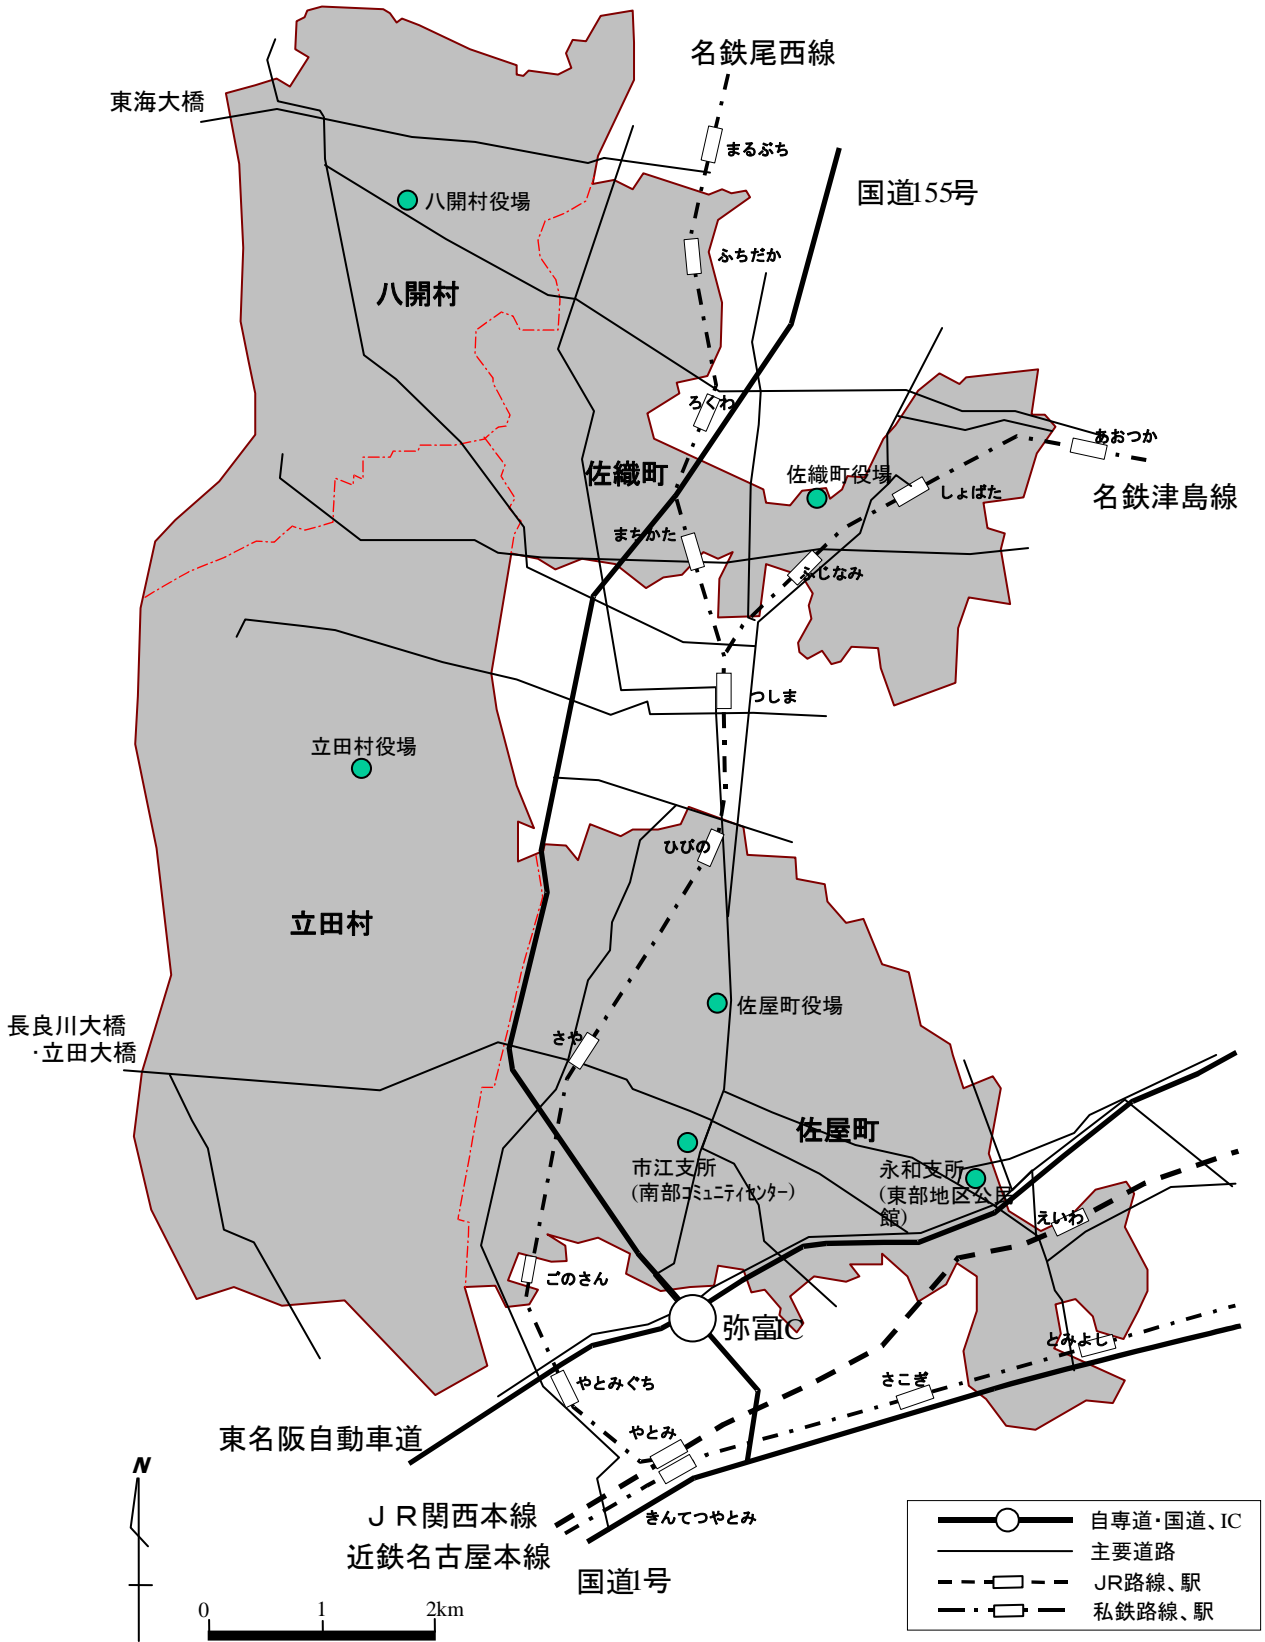 名鉄尾西線
東海大橋
まるぶち
国道155号
八開村役場
ふちだか
八開村
ろくわ
あおつか
佐織町
佐織町役場
しょばた
名鉄津島線
まちかた
ふじなみ
つしま
立田村役場
ひびの
立田村
佐屋町役場
長良川大橋
・立田大橋
さや
佐屋町
市江支所
(南部コミュニティセンター)
永和支所
(東部地区公民
館)
えいわ
ごのさん
弥富IC
とみよし
さこぎ
やとみぐち
東名阪自動車道
やとみ
N
ＪＲ関西本線
きんてつやとみ
近鉄名古屋本線
国道1号
0 1 2km
自専道・国道、IC
主要道路
JR路線、駅
私鉄路線、駅